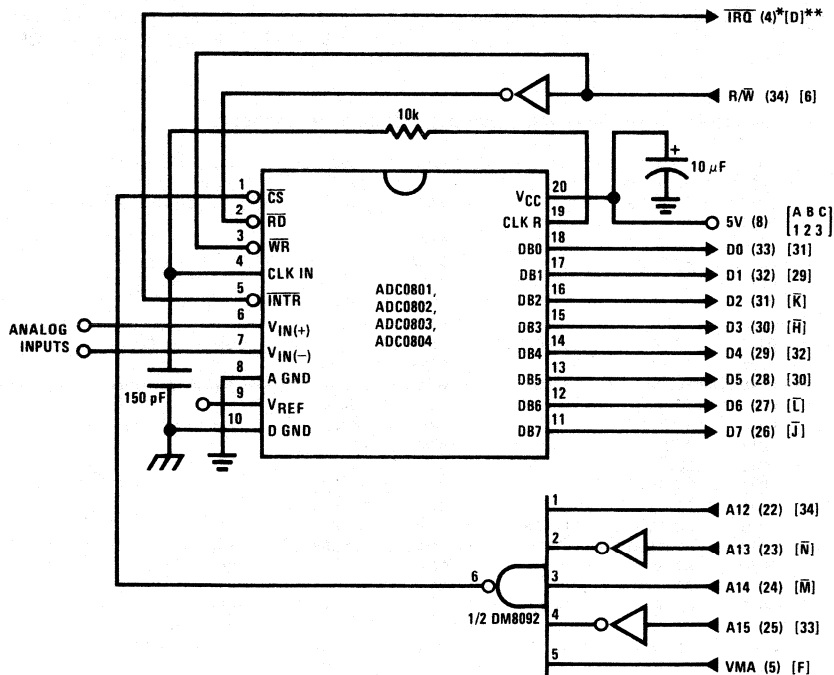 IRQ (4)*[D]**
R/W̅ (34) [6]
10k
+
10 μF
1 C̅S̅
2 R̅D̅
3 W̅R̅
4 CLK IN
5 I̅N̅T̅R̅
6 VIN(+)
7 VIN(−)
8 A GND
9 VREF
10 D GND
ANALOG
INPUTS
150 pF
ADC0801,
ADC0802,
ADC0803,
ADC0804
VCC 20
CLK R 19
DB0 18
DB1 17
DB2 16
DB3 15
DB4 14
DB5 13
DB6 12
DB7 11
5V (8) [A B C
1 2 3]
D0 (33) [31]
D1 (32) [29]
D2 (31) [K̅]
D3 (30) [H̅]
D4 (29) [32]
D5 (28) [30]
D6 (27) [L̅]
D7 (26) [J̅]
1 A12 (22) [34]
2 A13 (23) [N̅]
3 A14 (24) [M̅]
4 A15 (25) [33]
5 VMA (5) [F]
6
1/2 DM8092